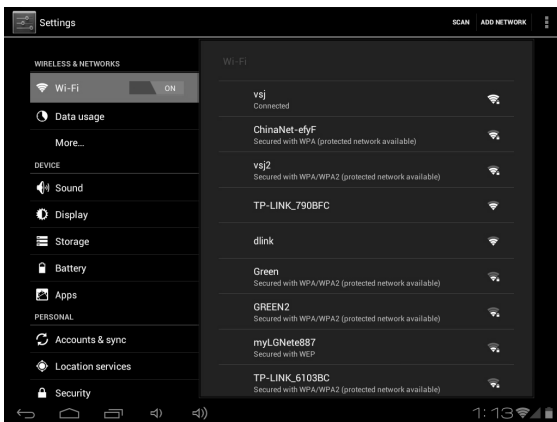 Settings
SCAN ADD NETWORK
WIRELESS & NETWORKS
Wi-Fi ON
Data usage
More...
DEVICE
Sound
Display
Storage
Battery
Apps
PERSONAL
Accounts & sync
Location services
Security
Wi-Fi
vsj
Connected
ChinaNet-efyF
Secured with WPA (protected network available)
vsj2
Secured with WPA/WPA2 (protected network available)
TP-LINK_790BFC
dlink
Green
Secured with WPA/WPA2 (protected network available)
GREEN2
Secured with WPA/WPA2 (protected network available)
myLGNete887
Secured with WEP
TP-LINK_6103BC
Secured with WPA/WPA2 (protected network available)
1:13